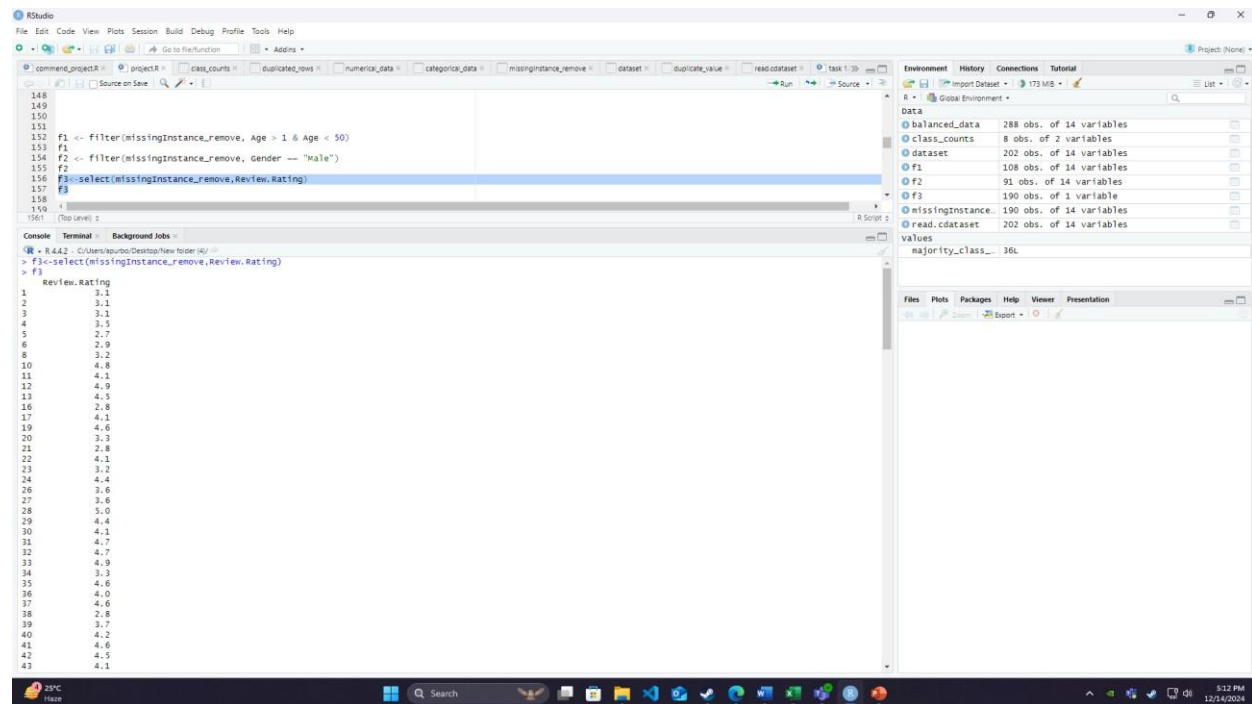 RStudio
File Edit Code View Plots Session Build Debug Profile Tools Help
Go to file/function Addins
Project: (None)
commend_project.R project.R class_counts duplicated_rows numerical_data categorical_data missingInstance_remove dataset duplicate_value read.cdataset task 1
Source on Save Run Source
148
149
150
151
152 f1 <- filter(missingInstance_remove, Age > 1 & Age < 50)
153 f1
154 f2 <- filter(missingInstance_remove, Gender == "Male")
155 f2
156 f3<-select(missingInstance_remove,Review.Rating)
157 f3
158
159
156:1 (Top Level) R Script
Console Terminal Background Jobs
R - R 4.4.2 · C:/Users/apurbo/Desktop/New folder (4)/
> f3<-select(missingInstance_remove,Review.Rating)
> f3
Review.Rating
1 3.1
2 3.1
3 3.1
4 3.5
5 2.7
6 2.9
8 3.2
10 4.8
11 4.1
12 4.9
13 4.5
16 2.8
17 4.1
19 4.6
20 3.3
21 2.8
22 4.1
23 3.2
24 4.4
26 3.6
27 3.6
28 5.0
29 4.4
30 4.1
31 4.7
32 4.7
33 4.9
34 3.3
35 4.6
36 4.0
37 4.6
38 2.8
39 3.7
40 4.2
41 4.6
42 4.5
43 4.1
Environment History Connections Tutorial
Import Dataset 173 MiB List
R Global Environment
Data
balanced_data 288 obs. of 14 variables
class_counts 8 obs. of 2 variables
dataset 202 obs. of 14 variables
f1 108 obs. of 14 variables
f2 91 obs. of 14 variables
f3 190 obs. of 1 variable
missingInstance_… 190 obs. of 14 variables
read.cdataset 202 obs. of 14 variables
values
majority_class_… 36L
Files Plots Packages Help Viewer Presentation
Zoom Export
25°C
Haze
Search
5:12 PM
12/14/2024